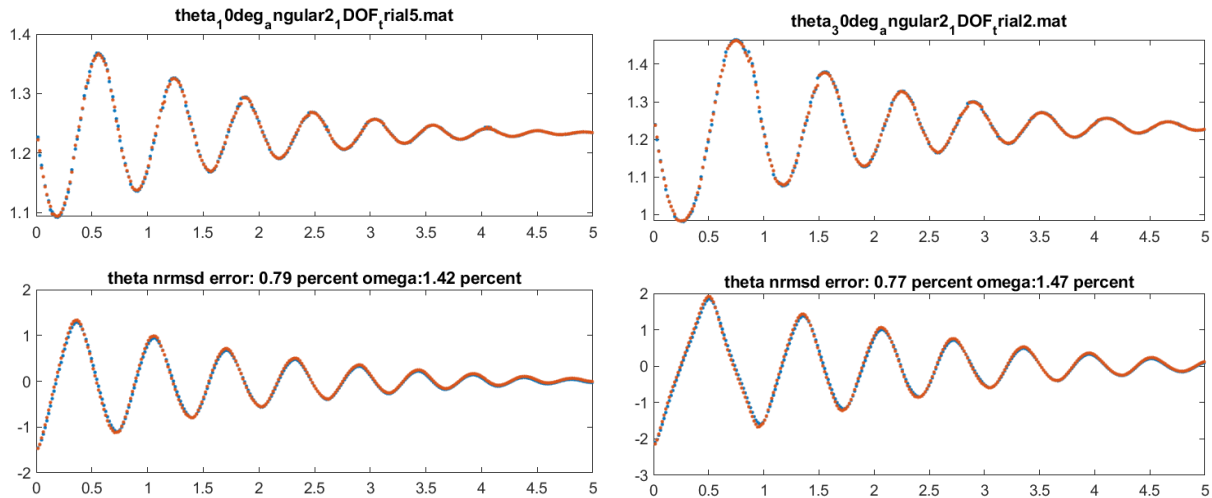 theta_10deg_angular2_1DOF_trial5.mat
1.4
1.3
1.2
1.1
0 0.5 1 1.5 2 2.5 3 3.5 4 4.5 5
theta nrmsd error: 0.79 percent omega:1.42 percent
2
1
0
-1
-2
0 0.5 1 1.5 2 2.5 3 3.5 4 4.5 5
theta_30deg_angular2_1DOF_trial2.mat
1.4
1.3
1.2
1.1
1
0 0.5 1 1.5 2 2.5 3 3.5 4 4.5 5
theta nrmsd error: 0.77 percent omega:1.47 percent
2
1
0
-1
-2
-3
0 0.5 1 1.5 2 2.5 3 3.5 4 4.5 5